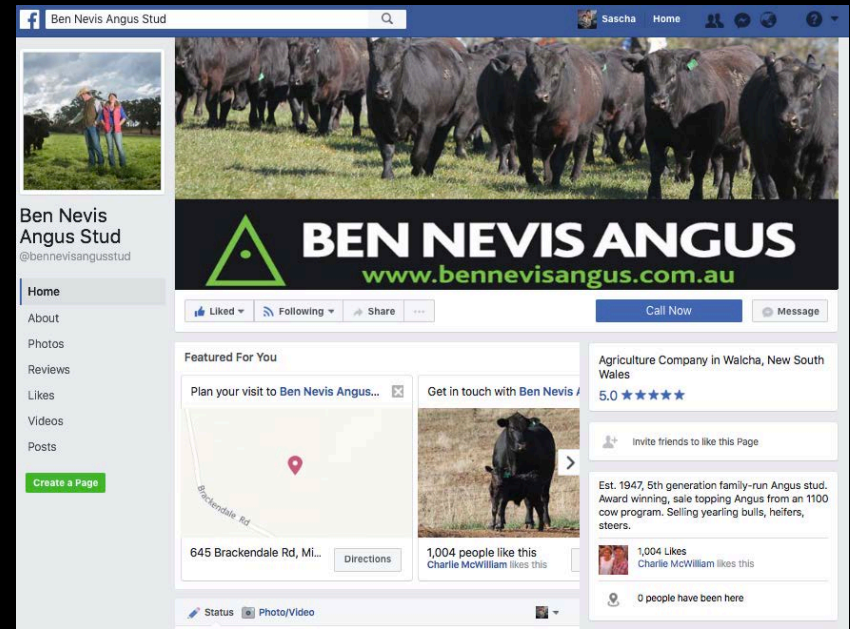 Ben Nevis Angus Stud
Sascha
Home
Ben Nevis
Angus Stud
@bennevisangusstud
Home
About
Photos
Reviews
Likes
Videos
Posts
Create a Page
BEN NEVIS ANGUS
www.bennevisangus.com.au
Liked
Following
Share
Call Now
Message
Featured For You
Plan your visit to Ben Nevis Angus...
Brackendale Rd
645 Brackendale Rd, Mi...
Directions
Get in touch with Ben Nevis
1,004 people like this
Charlie McWilliam likes this
Status
Photo/Video
Agriculture Company in Walcha, New South
Wales
5.0 ★★★★★
Invite friends to like this Page
Est. 1947, 5th generation family-run Angus stud.
Award winning, sale topping Angus from an 1100
cow program. Selling yearling bulls, heifers,
steers.
1,004 Likes
Charlie McWilliam likes this
0 people have been here